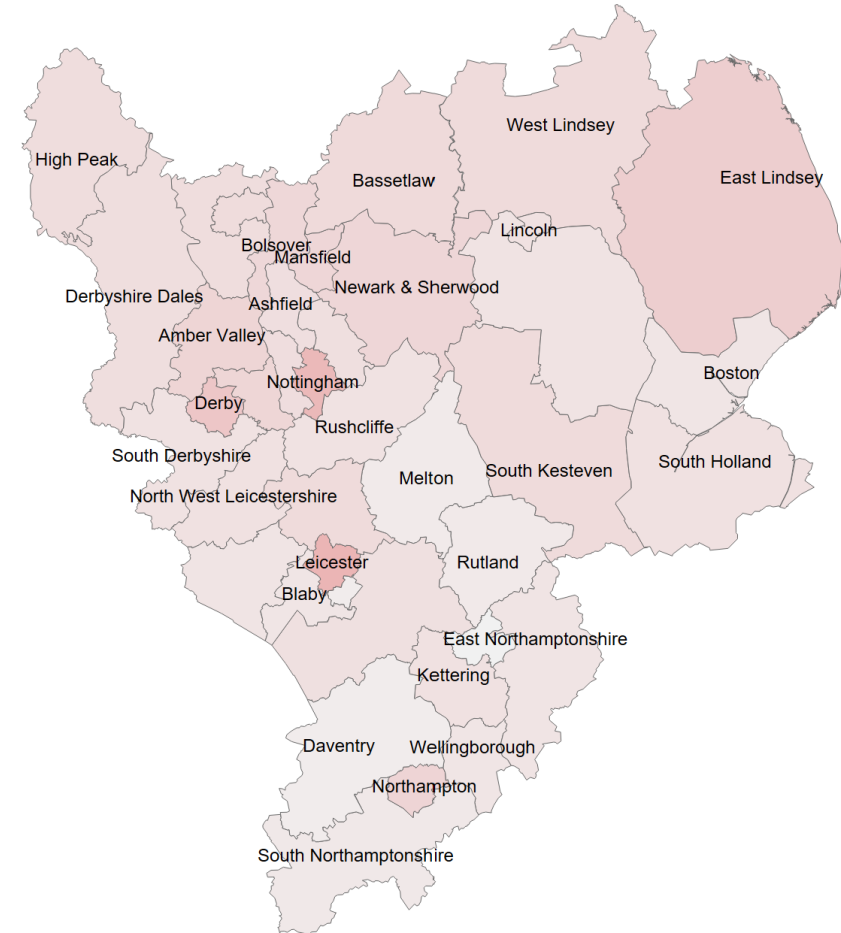 West Lindsey
High Peak
Bassetlaw
East Lindsey
Lincoln
Bolsover
Mansfield
Newark & Sherwood
Derbyshire Dales
Ashfield
Amber Valley
Boston
Nottingham
Derby
Rushcliffe
South Derbyshire
South Holland
South Kesteven
Melton
North West Leicestershire
Leicester
Rutland
Blaby
East Northamptonshire
Kettering
Daventry
Wellingborough
Northampton
South Northamptonshire